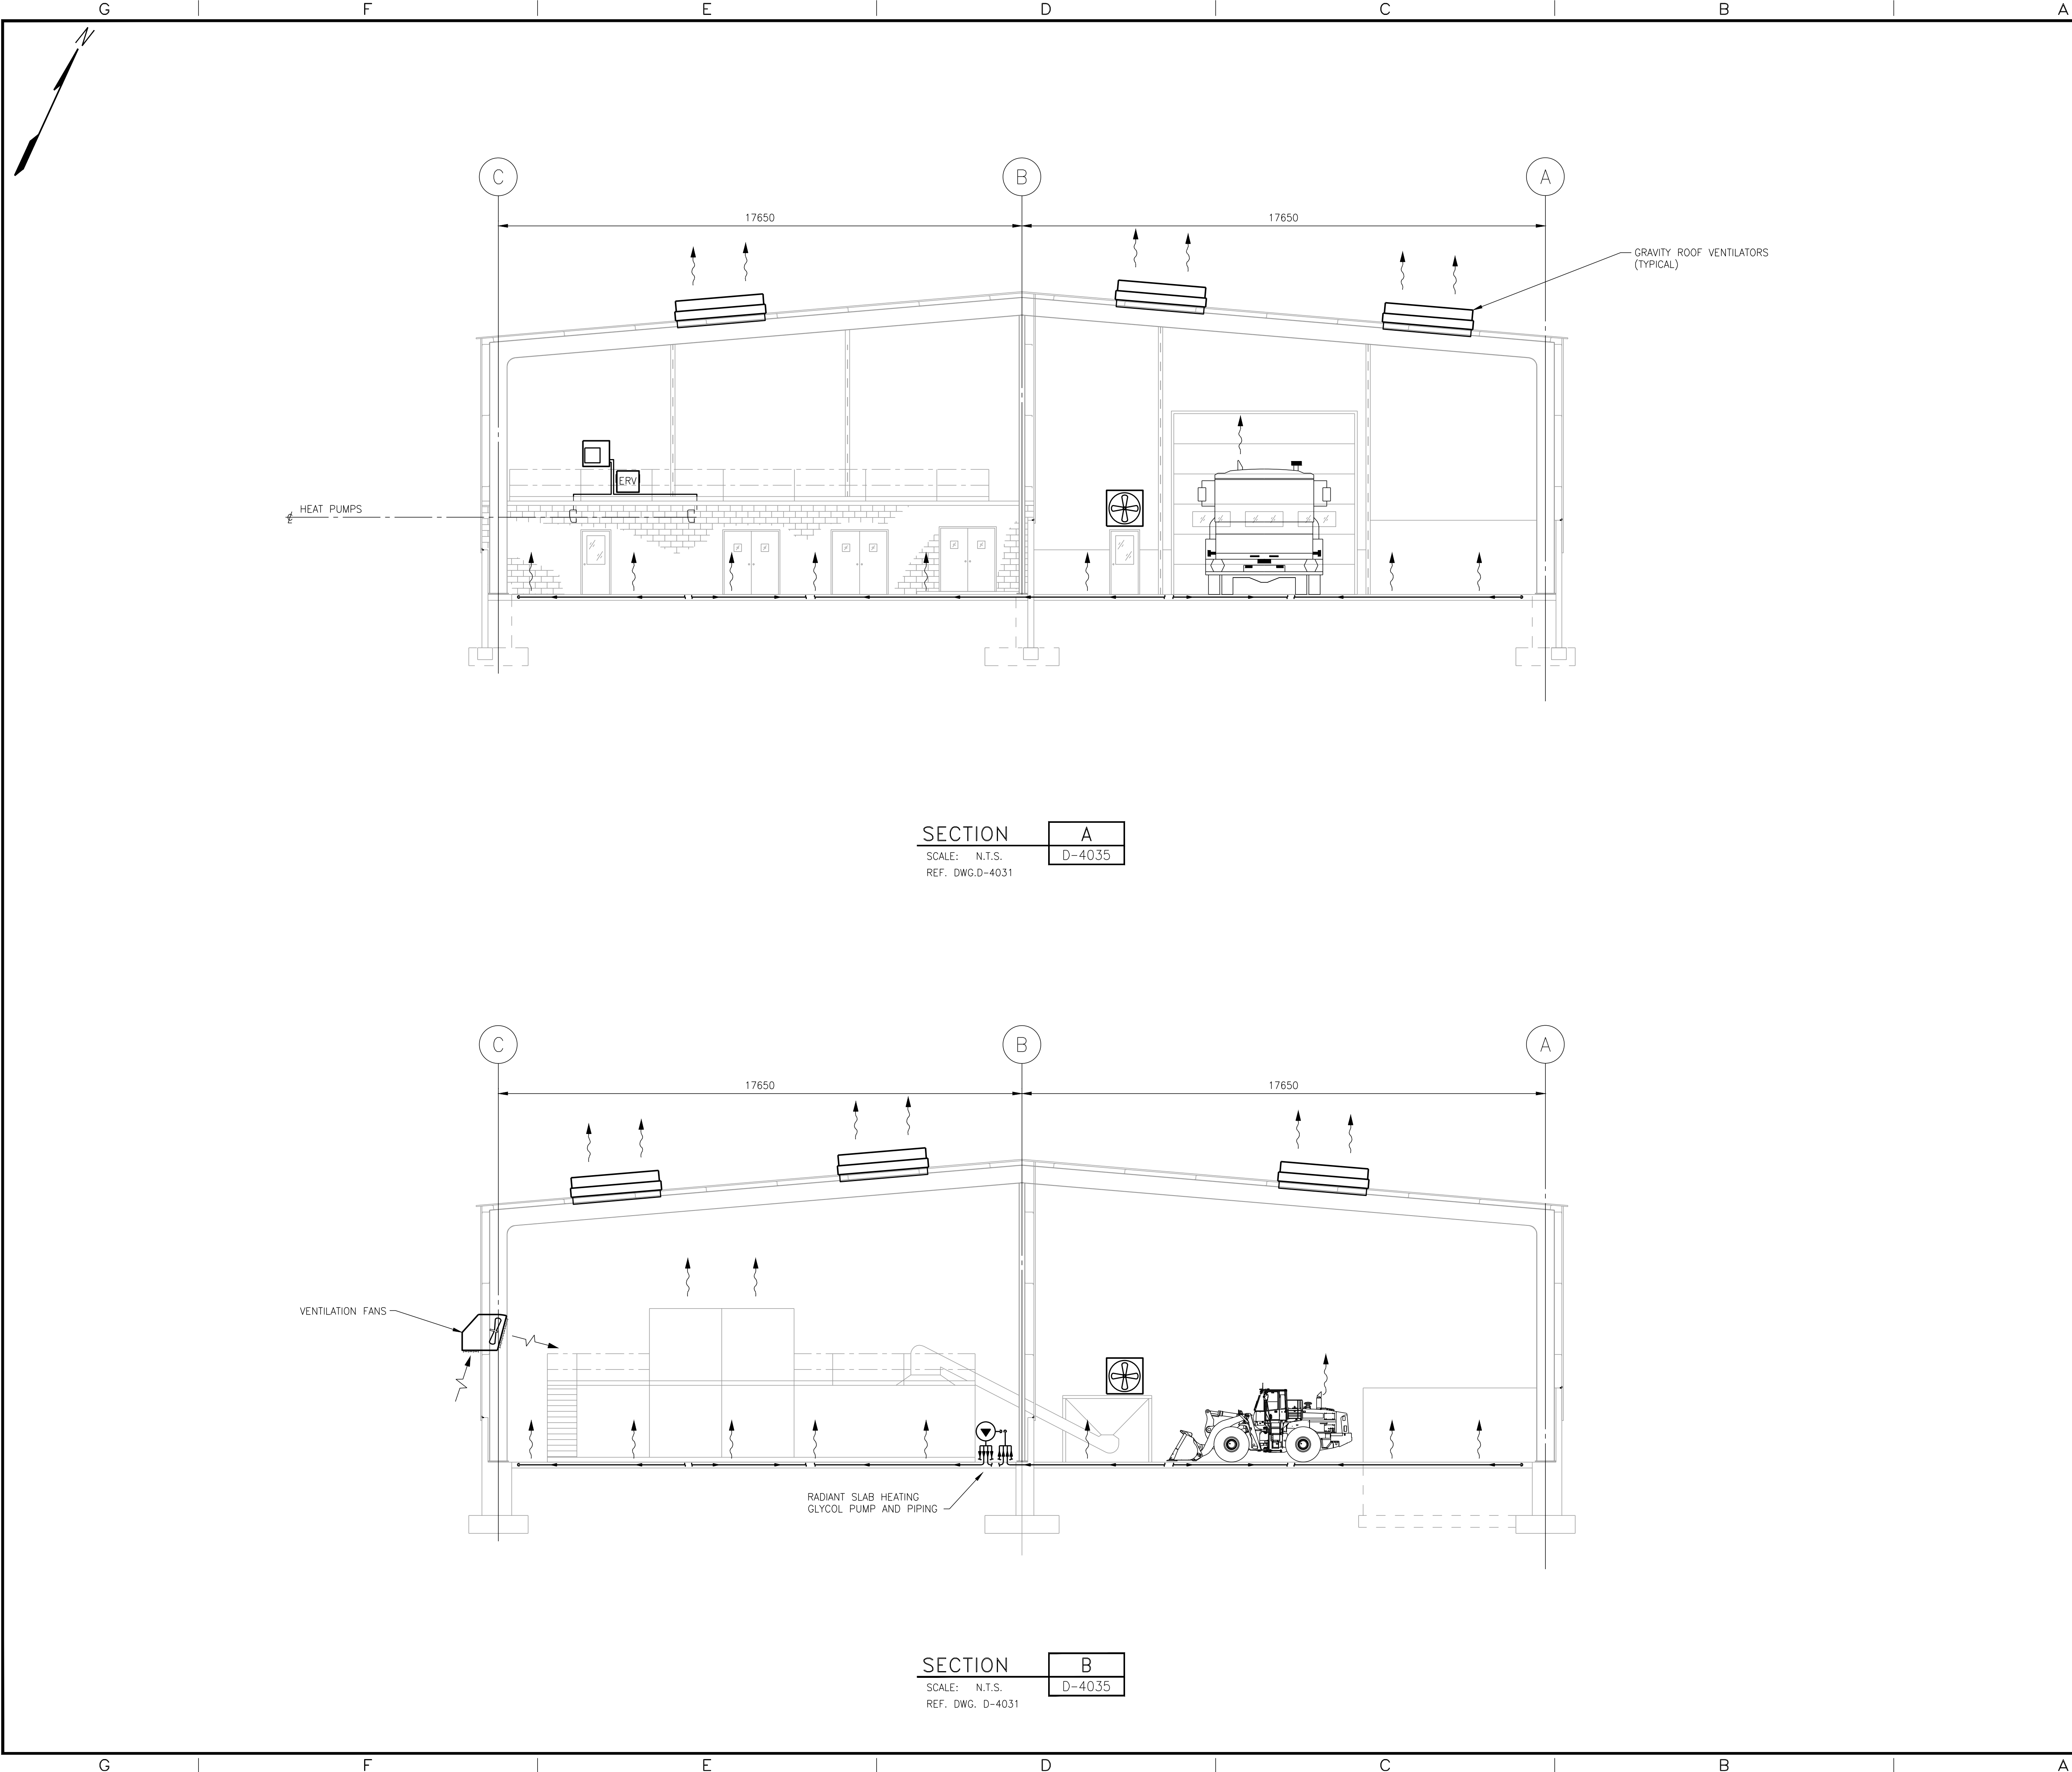 G F E D C B A
N
C B A
17650 17650
GRAVITY ROOF VENTILATORS
(TYPICAL)
ERV
HEAT PUMPS
SECTION A
SCALE: N.T.S. D-4035
REF. DWG.D-4031
C B A
17650 17650
VENTILATION FANS
RADIANT SLAB HEATING
GLYCOL PUMP AND PIPING
SECTION B
SCALE: N.T.S. D-4035
REF. DWG. D-4031
G F E D C B A